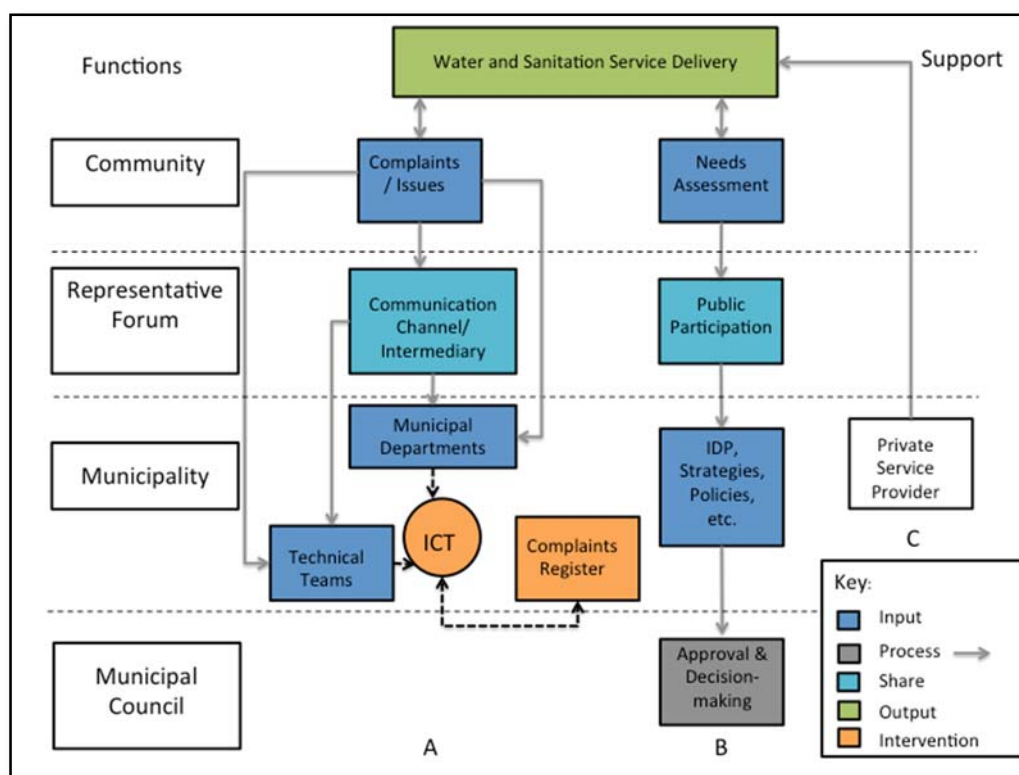 Functions
Water and Sanitation Service Delivery
Support
Community
Complaints
/ Issues
Needs
Assessment
Representative
Forum
Communication
Channel/
Intermediary
Public
Participation
Municipality
Municipal
Departments
IDP,
Strategies,
Policies,
etc.
Private
Service
Provider
Technical
Teams
ICT
Complaints
Register
C
Municipal
Council
Approval &
Decision-
making
A
B
Key:
Input
Process
Share
Output
Intervention